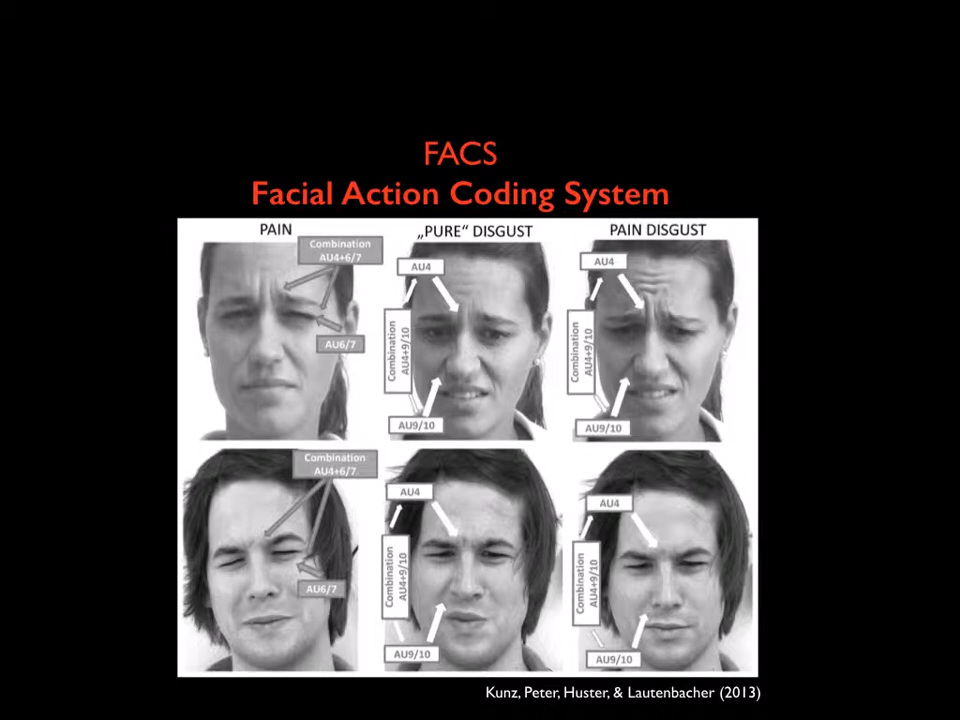 FACS
Facial Action Coding System
PAIN
„PURE“ DISGUST
PAIN DISGUST
Combination
AU4+6/7
AU6/7
AU4
Combination
AU4+9/10
AU9/10
AU4
Combination
AU4+9/10
AU9/10
Combination
AU4+6/7
AU6/7
AU4
Combination
AU4+9/10
AU9/10
AU4
Combination
AU4+9/10
AU9/10
Kunz, Peter, Huster, & Lautenbacher (2013)